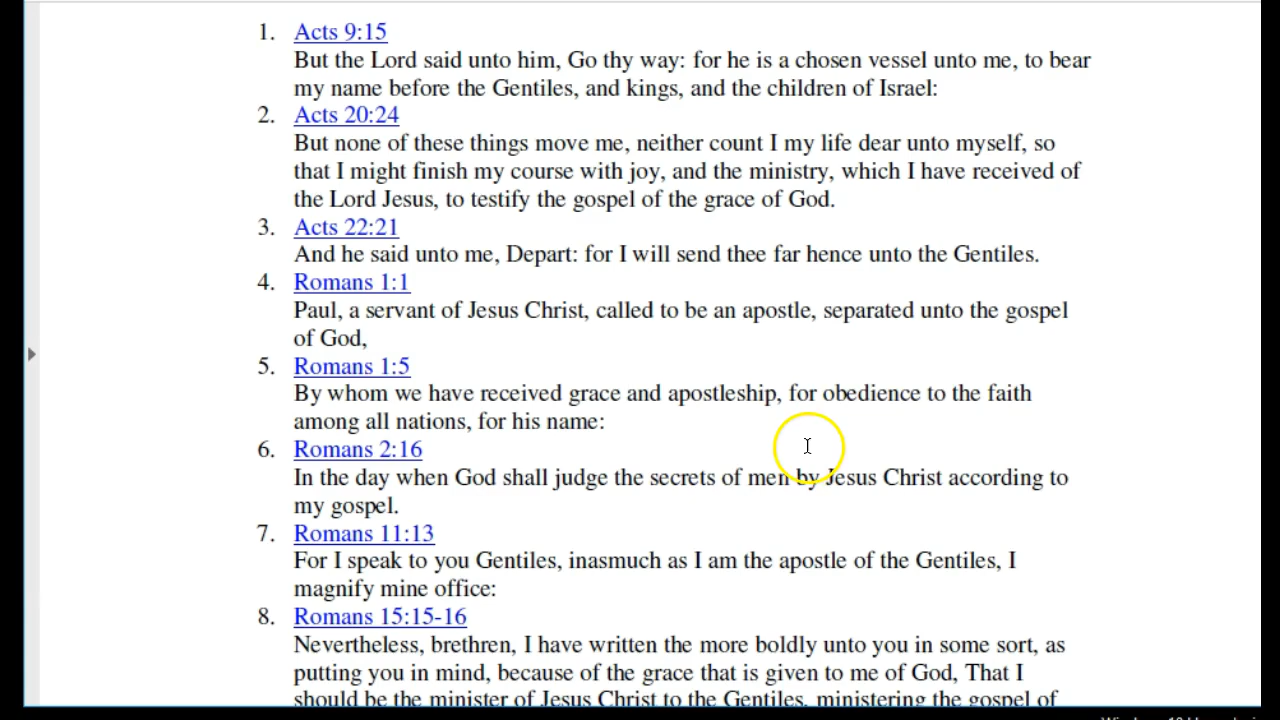 1. Acts 9:15
But the Lord said unto him, Go thy way: for he is a chosen vessel unto me, to bear
my name before the Gentiles, and kings, and the children of Israel:
2. Acts 20:24
But none of these things move me, neither count I my life dear unto myself, so
that I might finish my course with joy, and the ministry, which I have received of
the Lord Jesus, to testify the gospel of the grace of God.
3. Acts 22:21
And he said unto me, Depart: for I will send thee far hence unto the Gentiles.
4. Romans 1:1
Paul, a servant of Jesus Christ, called to be an apostle, separated unto the gospel
of God,
5. Romans 1:5
By whom we have received grace and apostleship, for obedience to the faith
among all nations, for his name:
6. Romans 2:16
In the day when God shall judge the secrets of men by Jesus Christ according to
my gospel.
7. Romans 11:13
For I speak to you Gentiles, inasmuch as I am the apostle of the Gentiles, I
magnify mine office:
8. Romans 15:15-16
Nevertheless, brethren, I have written the more boldly unto you in some sort, as
putting you in mind, because of the grace that is given to me of God, That I
should be the minister of Jesus Christ to the Gentiles, ministering the gospel of